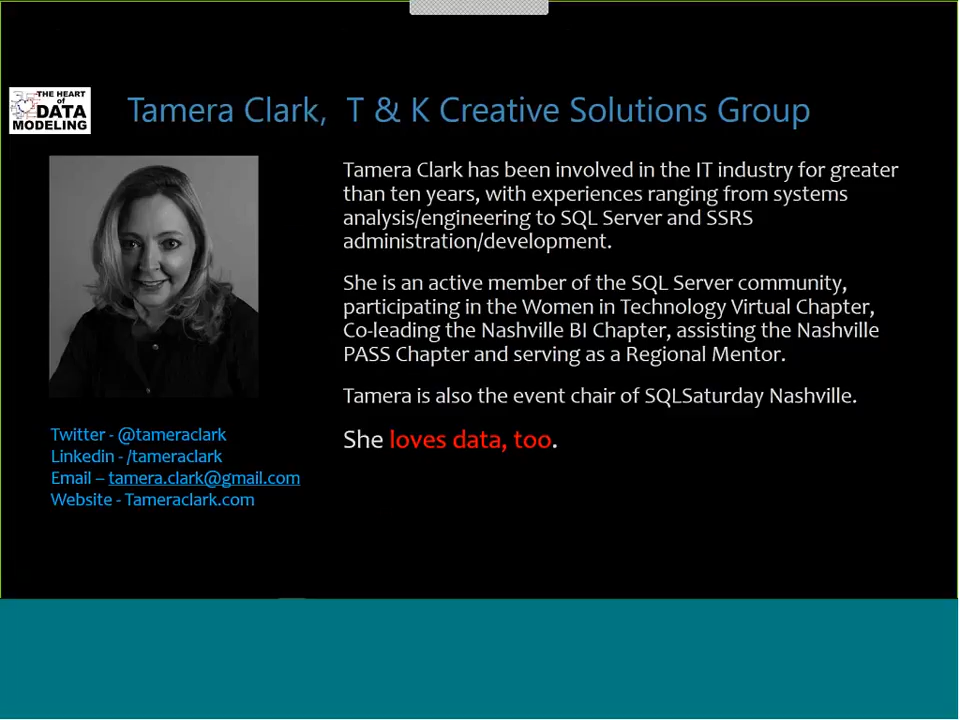 THE HEART
of
DATA
MODELING
Tamera Clark,  T & K Creative Solutions Group
Tamera Clark has been involved in the IT industry for greater
than ten years, with experiences ranging from systems
analysis/engineering to SQL Server and SSRS
administration/development.
She is an active member of the SQL Server community,
participating in the Women in Technology Virtual Chapter,
Co-leading the Nashville BI Chapter, assisting the Nashville
PASS Chapter and serving as a Regional Mentor.
Tamera is also the event chair of SQLSaturday Nashville.
She loves data, too.
Twitter - @tameraclark
Linkedin - /tameraclark
Email – tamera.clark@gmail.com
Website - Tameraclark.com